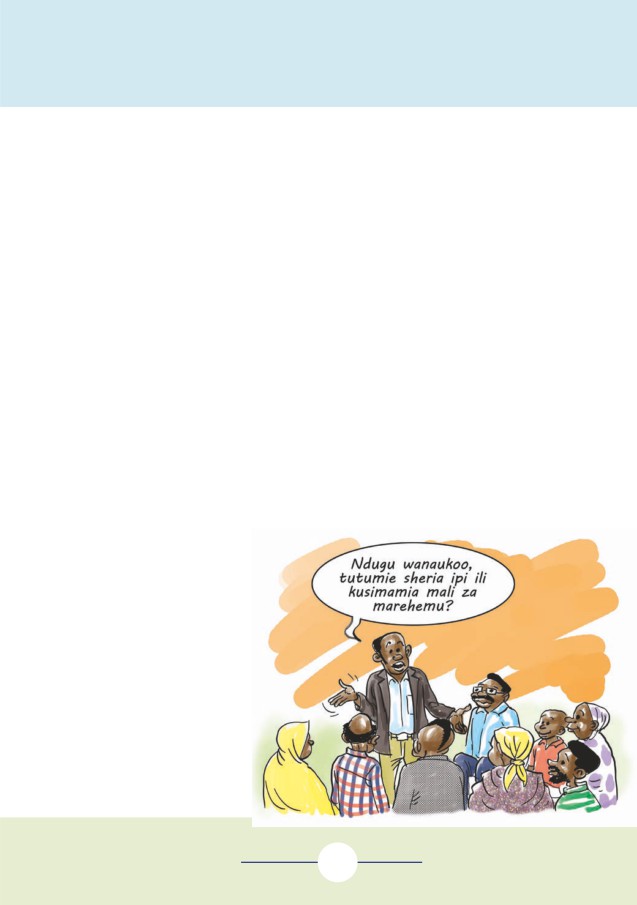 Ndugu wanaukoo,
tutumie sheria ipi ili
kusimamia mali za
marehemu?